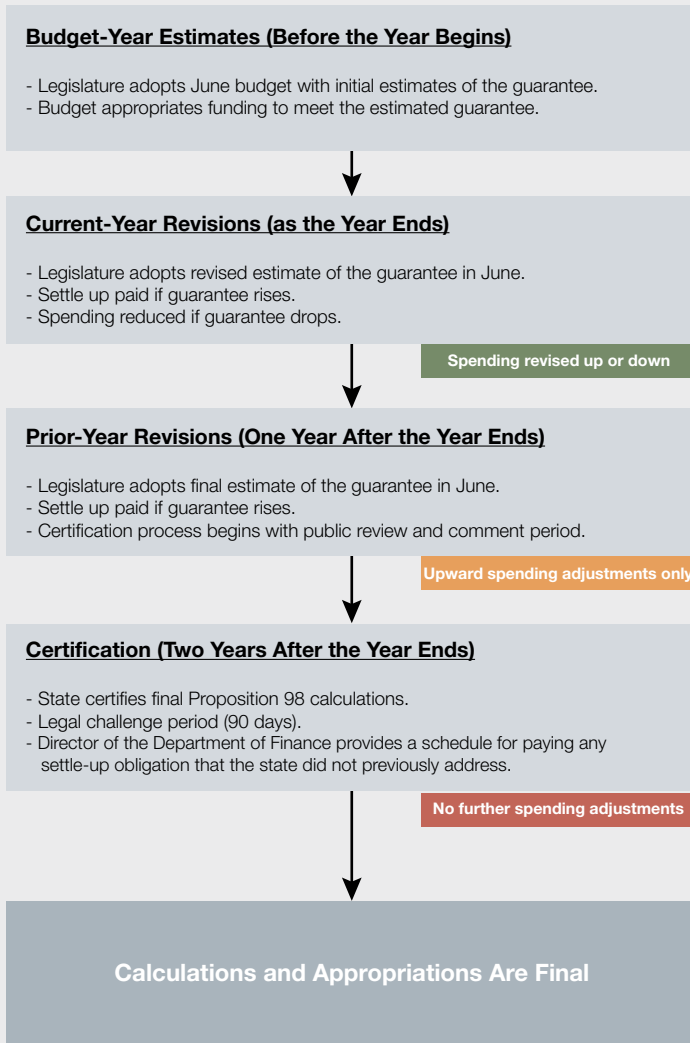 Budget-Year Estimates (Before the Year Begins)
- Legislature adopts June budget with initial estimates of the guarantee.
- Budget appropriates funding to meet the estimated guarantee.
Current-Year Revisions (as the Year Ends)
- Legislature adopts revised estimate of the guarantee in June.
- Settle up paid if guarantee rises.
- Spending reduced if guarantee drops.
Spending revised up or down
Prior-Year Revisions (One Year After the Year Ends)
- Legislature adopts final estimate of the guarantee in June.
- Settle up paid if guarantee rises.
- Certification process begins with public review and comment period.
Upward spending adjustments only
Certification (Two Years After the Year Ends)
- State certifies final Proposition 98 calculations.
- Legal challenge period (90 days).
- Director of the Department of Finance provides a schedule for paying any
settle-up obligation that the state did not previously address.
No further spending adjustments
Calculations and Appropriations Are Final